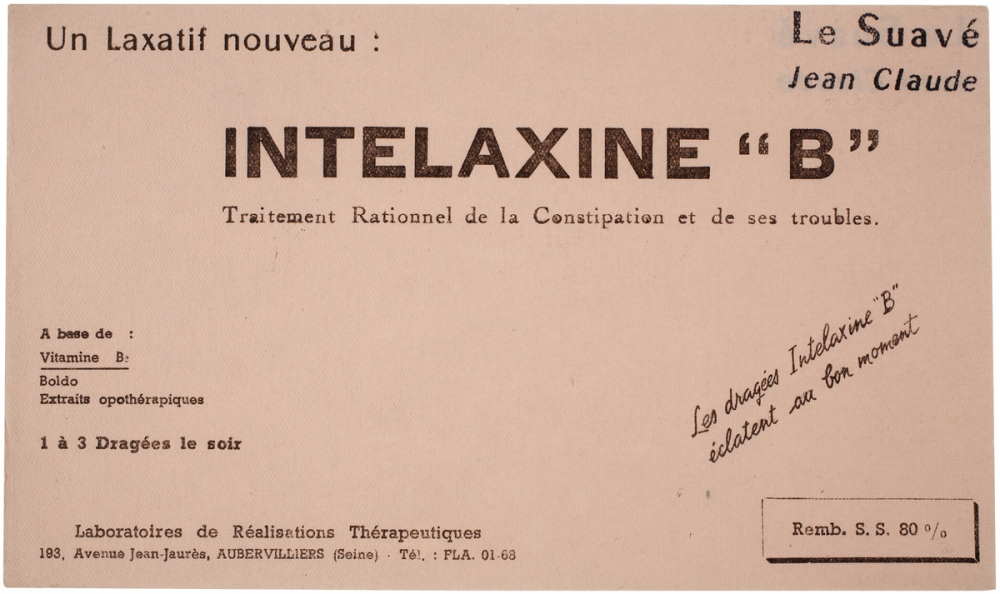 Un Laxatif nouveau :
Le Suavé
Jean Claude
INTELAXINE “B”
Traitement Rationnel de la Constipation et de ses troubles.
A base de :
Vitamine B₂
Boldo
Extraits opothérapiques
1 à 3 Dragées le soir
Les dragées Intelaxine "B"
éclatent au bon moment
Laboratoires de Réalisations Thérapeutiques
193, Avenue Jean-Jaurès, AUBERVILLIERS (Seine) - Tél. : FLA. 01-68
Remb. S. S. 80 %